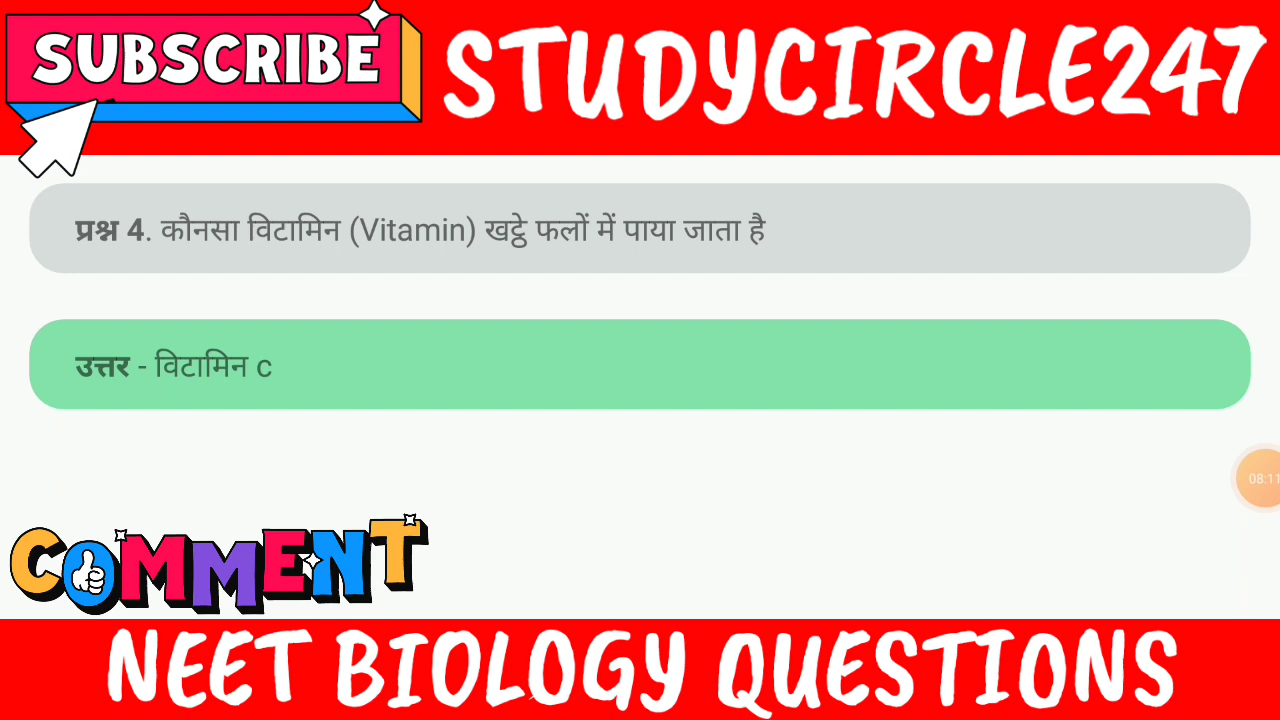 SUBSCRIBE
STUDYCIRCLE247
प्रश्न 4. कौनसा विटामिन (Vitamin) खट्ठे फलों में पाया जाता है
उत्तर - विटामिन c
08:11
COMMENT
NEET BIOLOGY QUESTIONS